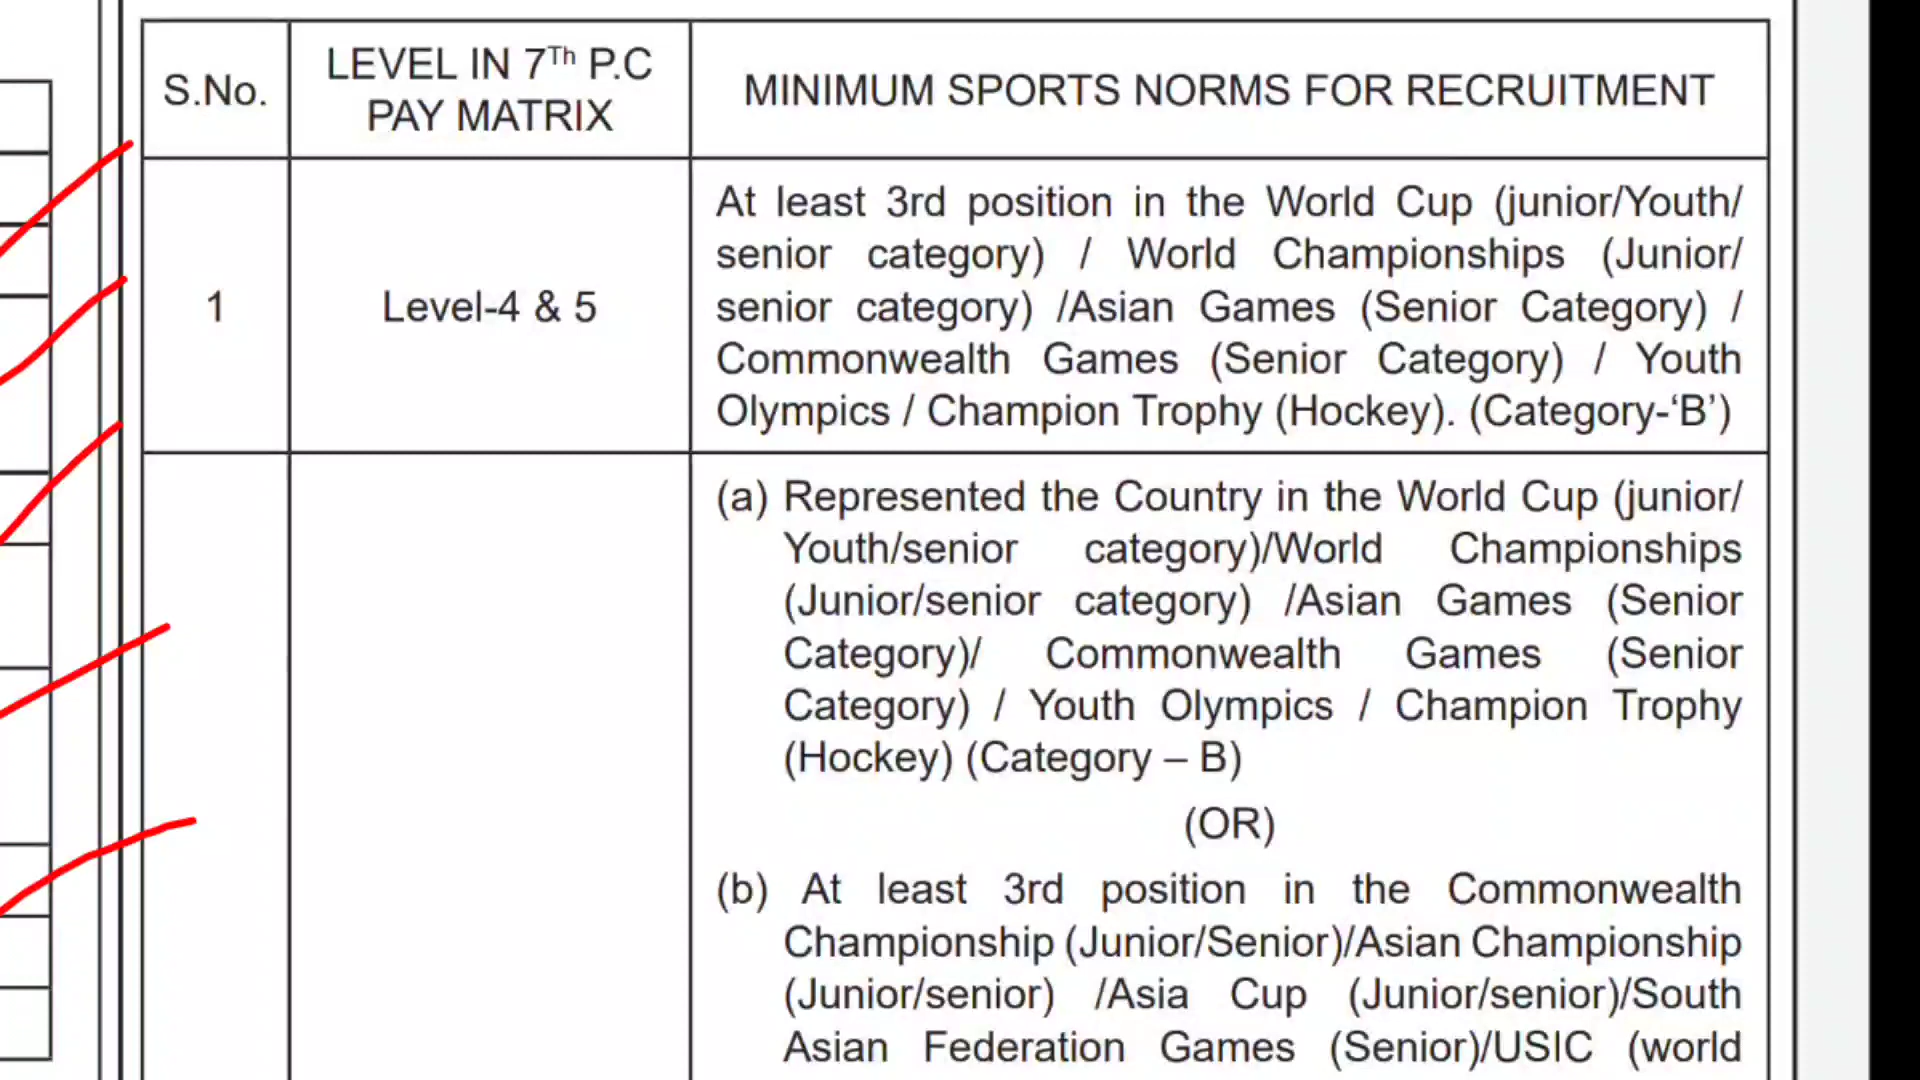 S.No.
LEVEL IN 7Th P.C
PAY MATRIX
MINIMUM SPORTS NORMS FOR RECRUITMENT
1
Level-4 & 5
At least 3rd position in the World Cup (junior/Youth/
senior category) / World Championships (Junior/
senior category) /Asian Games (Senior Category) /
Commonwealth Games (Senior Category) / Youth
Olympics / Champion Trophy (Hockey). (Category-‘B’)
(a) Represented the Country in the World Cup (junior/
Youth/senior category)/World Championships
(Junior/senior category) /Asian Games (Senior
Category)/ Commonwealth Games (Senior
Category) / Youth Olympics / Champion Trophy
(Hockey) (Category – B)
(OR)
(b) At least 3rd position in the Commonwealth
Championship (Junior/Senior)/Asian Championship
(Junior/senior) /Asia Cup (Junior/senior)/South
Asian Federation Games (Senior)/USIC (world